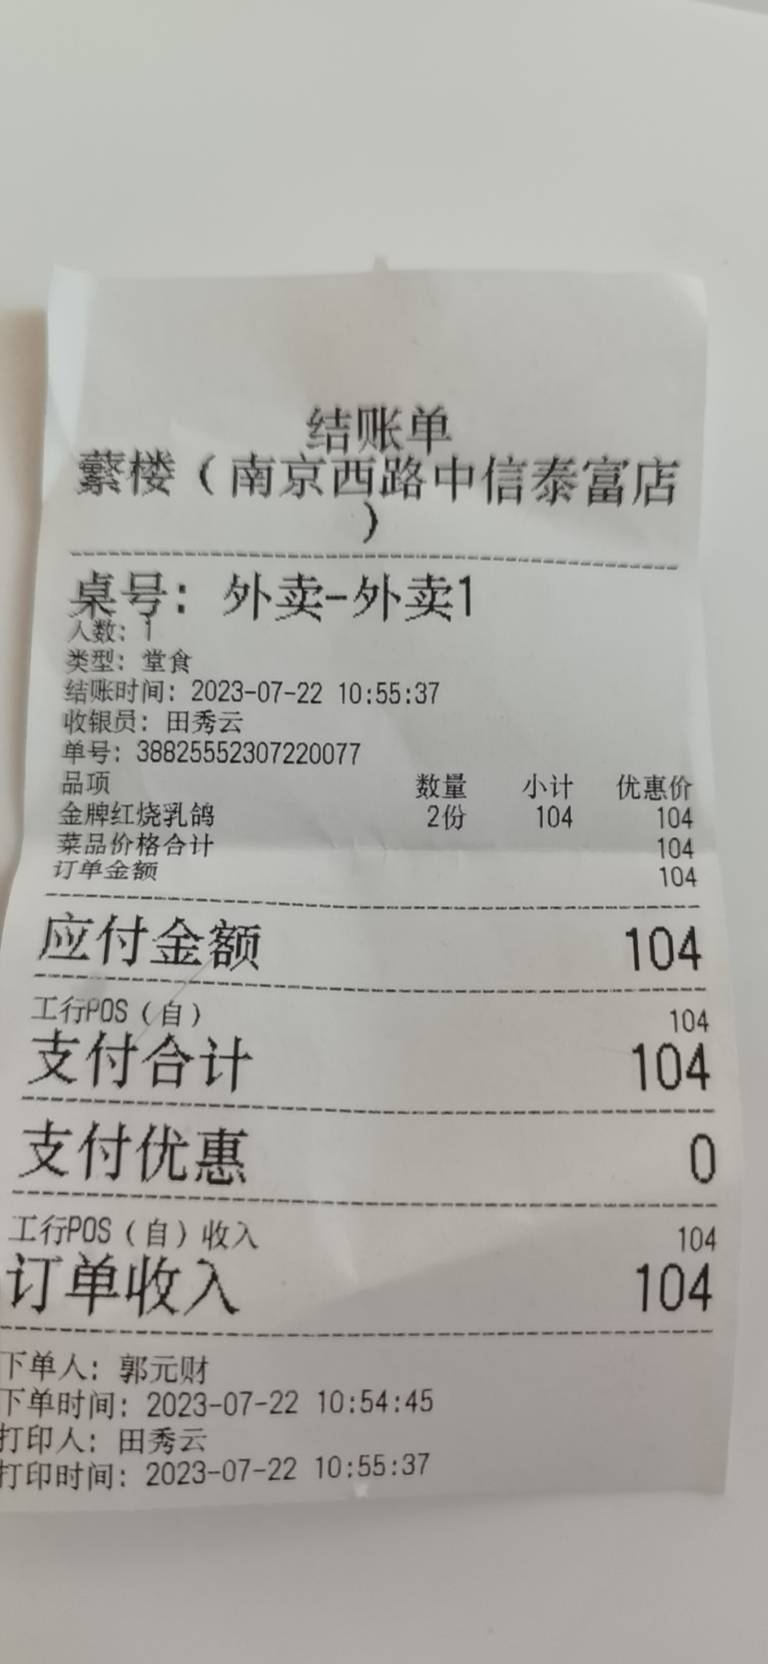 结账单
蘩楼（南京西路中信泰富店
）
桌号：外卖-外卖1
人数：1
类型：堂食
结账时间：2023-07-22 10:55:37
收银员：田秀云
单号：38825552307220077
品项 数量 小计 优惠价
金牌红烧乳鸽 2份 104 104
菜品价格合计 104
订单金额 104
应付金额 104
工行POS（自） 104
支付合计 104
支付优惠 0
工行POS（自）收入 104
订单收入 104
下单人：郭元财
下单时间：2023-07-22 10:54:45
打印人：田秀云
打印时间：2023-07-22 10:55:37